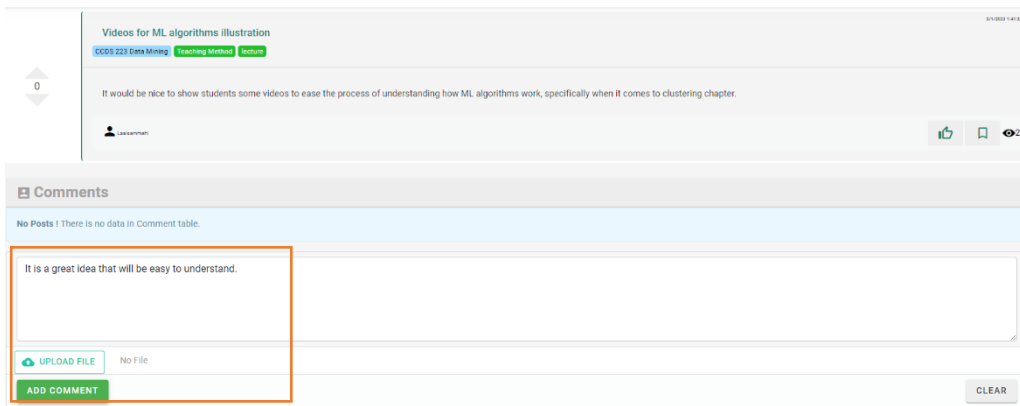 Videos for ML algorithms illustration
CCDS 223 Data Mining Teaching Method lecture
0
It would be nice to show students some videos to ease the process of understanding how ML algorithms work, specifically when it comes to clustering chapter.
2
Comments
No Posts ! There is no data in Comment table.
It is a great idea that will be easy to understand.
UPLOAD FILE No File
ADD COMMENT CLEAR